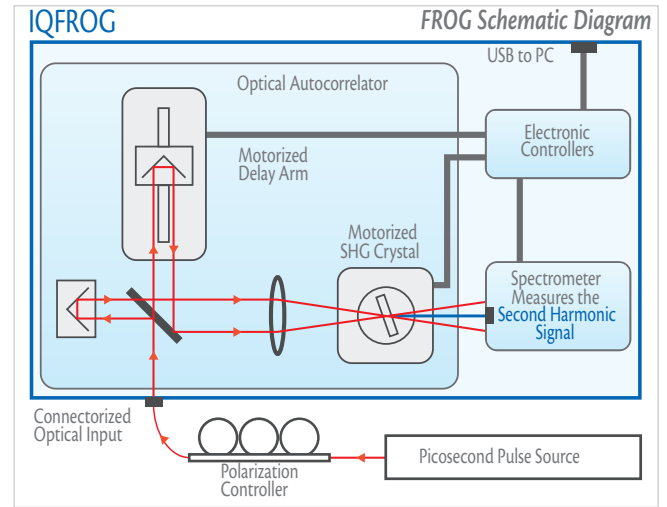 IQFROG
FROG Schematic Diagram
USB to PC
Optical Autocorrelator
Electronic
Controllers
Motorized
Delay Arm
Motorized
SHG Crystal
Spectrometer
Measures the
Second Harmonic
Signal
Connectorized
Optical Input
Polarization
Controller
Picosecond Pulse Source